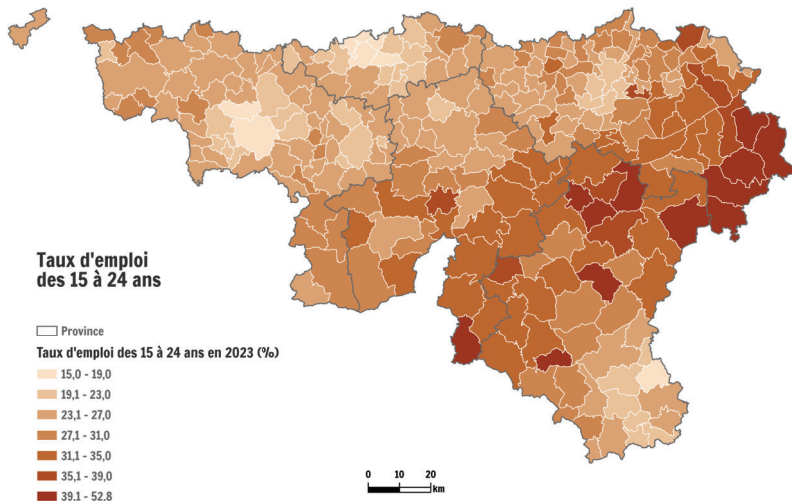 Taux d'emploi
des 15 à 24 ans
Province
Taux d'emploi des 15 à 24 ans en 2023 (%)
15,0 - 19,0
19,1 - 23,0
23,1 - 27,0
27,1 - 31,0
31,1 - 35,0
35,1 - 39,0
39,1 - 52,8
0 10 20
km